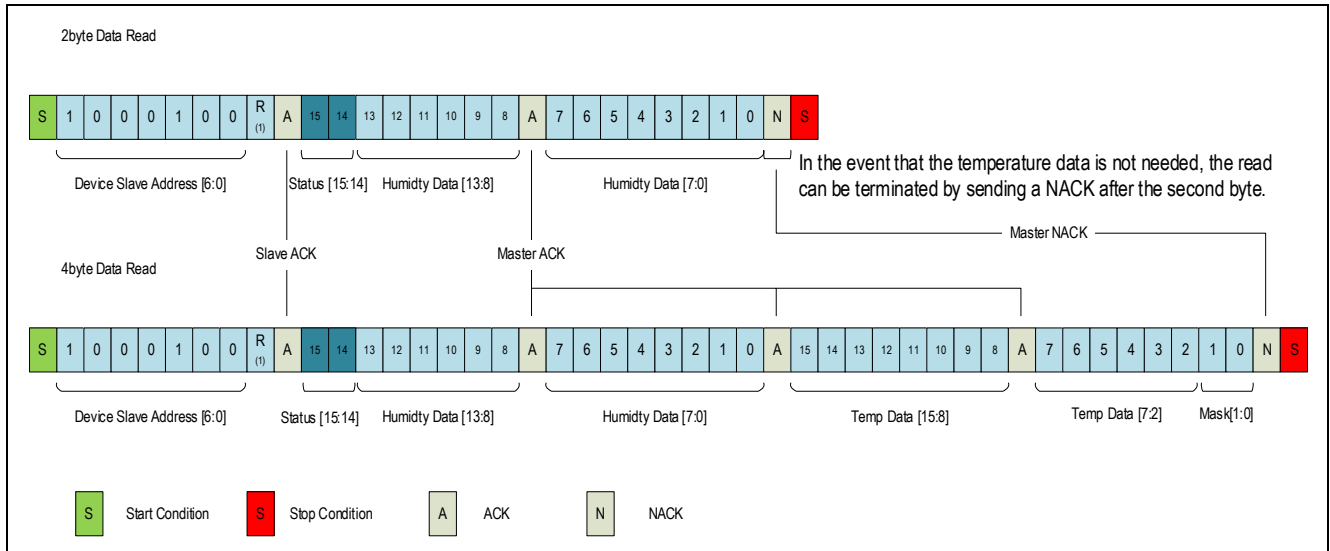 2byte Data Read
S 1 0 0 0 1 0 0 R (1) A 15 14 13 12 11 10 9 8 A 7 6 5 4 3 2 1 0 N S
Device Slave Address [6:0] Status [15:14] Humidty Data [13:8] Humidty Data [7:0]
In the event that the temperature data is not needed, the read
can be terminated by sending a NACK after the second byte.
Slave ACK Master ACK Master NACK
4byte Data Read
S 1 0 0 0 1 0 0 R (1) A 15 14 13 12 11 10 9 8 A 7 6 5 4 3 2 1 0 A 15 14 13 12 11 10 9 8 A 7 6 5 4 3 2 1 0 N S
Device Slave Address [6:0] Status [15:14] Humidty Data [13:8] Humidty Data [7:0] Temp Data [15:8] Temp Data [7:2] Mask[1:0]
S Start Condition S Stop Condition A ACK N NACK